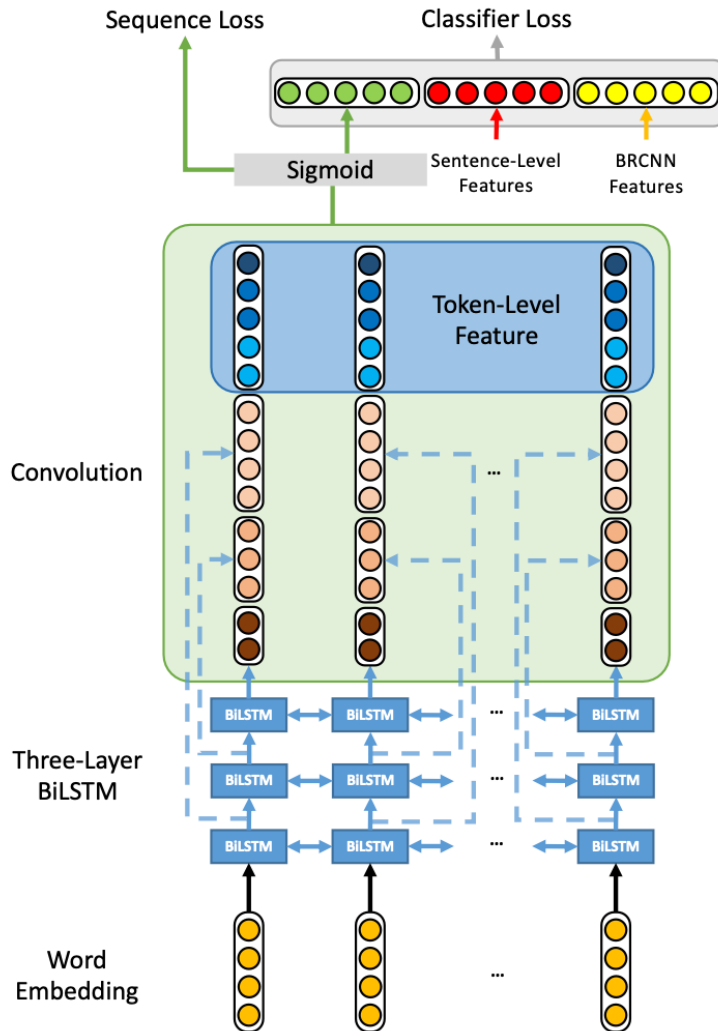 Sequence Loss
Classifier Loss
Sigmoid
Sentence-Level
Features
BRCNN
Features
Token-Level
Feature
Convolution
...
BiLSTM
BiLSTM
...
BiLSTM
Three-Layer
BiLSTM
BiLSTM
BiLSTM
...
BiLSTM
BiLSTM
BiLSTM
...
BiLSTM
Word
Embedding
...